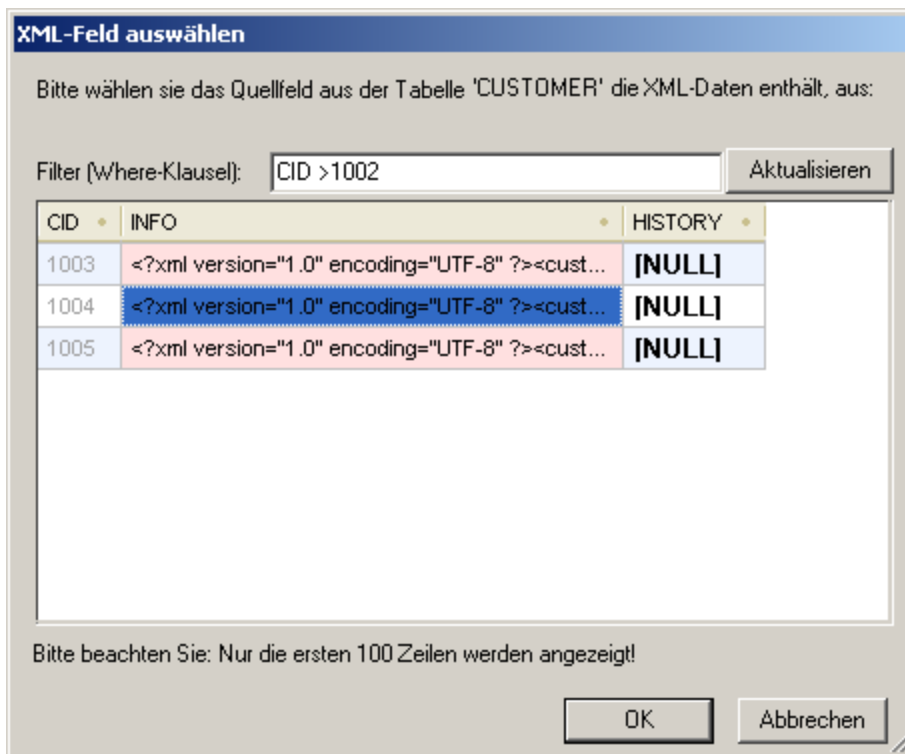 XML-Feld auswählen
Bitte wählen sie das Quellfeld aus der Tabelle 'CUSTOMER' die XML-Daten enthält, aus:
Filter (Where-Klausel): CID >1002 Aktualisieren
CID INFO HISTORY
1003 <?xml version="1.0" encoding="UTF-8" ?><cust... [NULL]
1004 <?xml version="1.0" encoding="UTF-8" ?><cust... [NULL]
1005 <?xml version="1.0" encoding="UTF-8" ?><cust... [NULL]
Bitte beachten Sie: Nur die ersten 100 Zeilen werden angezeigt!
OK Abbrechen